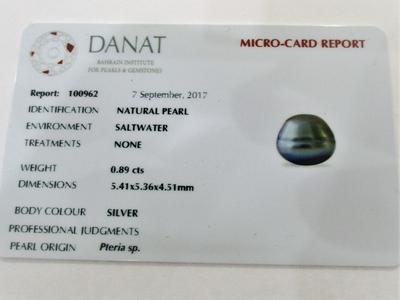 DANAT
BAHRAIN INSTITUTE
FOR PEARLS & GEMSTONES
MICRO-CARD REPORT
Report: 100962 7 September, 2017
IDENTIFICATION NATURAL PEARL
ENVIRONMENT SALTWATER
TREATMENTS NONE
WEIGHT 0.89 cts
DIMENSIONS 5.41x5.36x4.51mm
BODY COLOUR SILVER
PROFESSIONAL JUDGMENTS
PEARL ORIGIN Pteria sp.